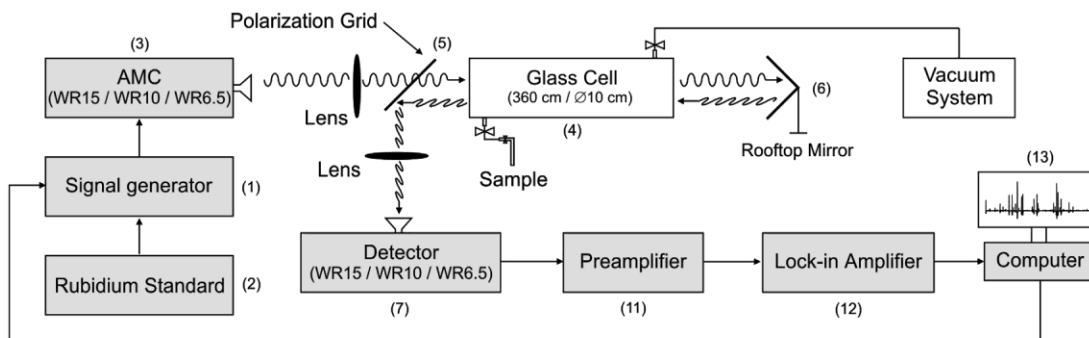 Polarization Grid
(3)
(5)
AMC
(WR15 / WR10 / WR6.5)
Glass Cell
(360 cm / Ø10 cm)
(4)
(6)
Vacuum
System
Lens
Rooftop Mirror
Lens
Sample
Signal generator
(1)
(13)
Rubidium Standard
(2)
Detector
(WR15 / WR10 / WR6.5)
(7)
Preamplifier
(11)
Lock-in Amplifier
(12)
Computer